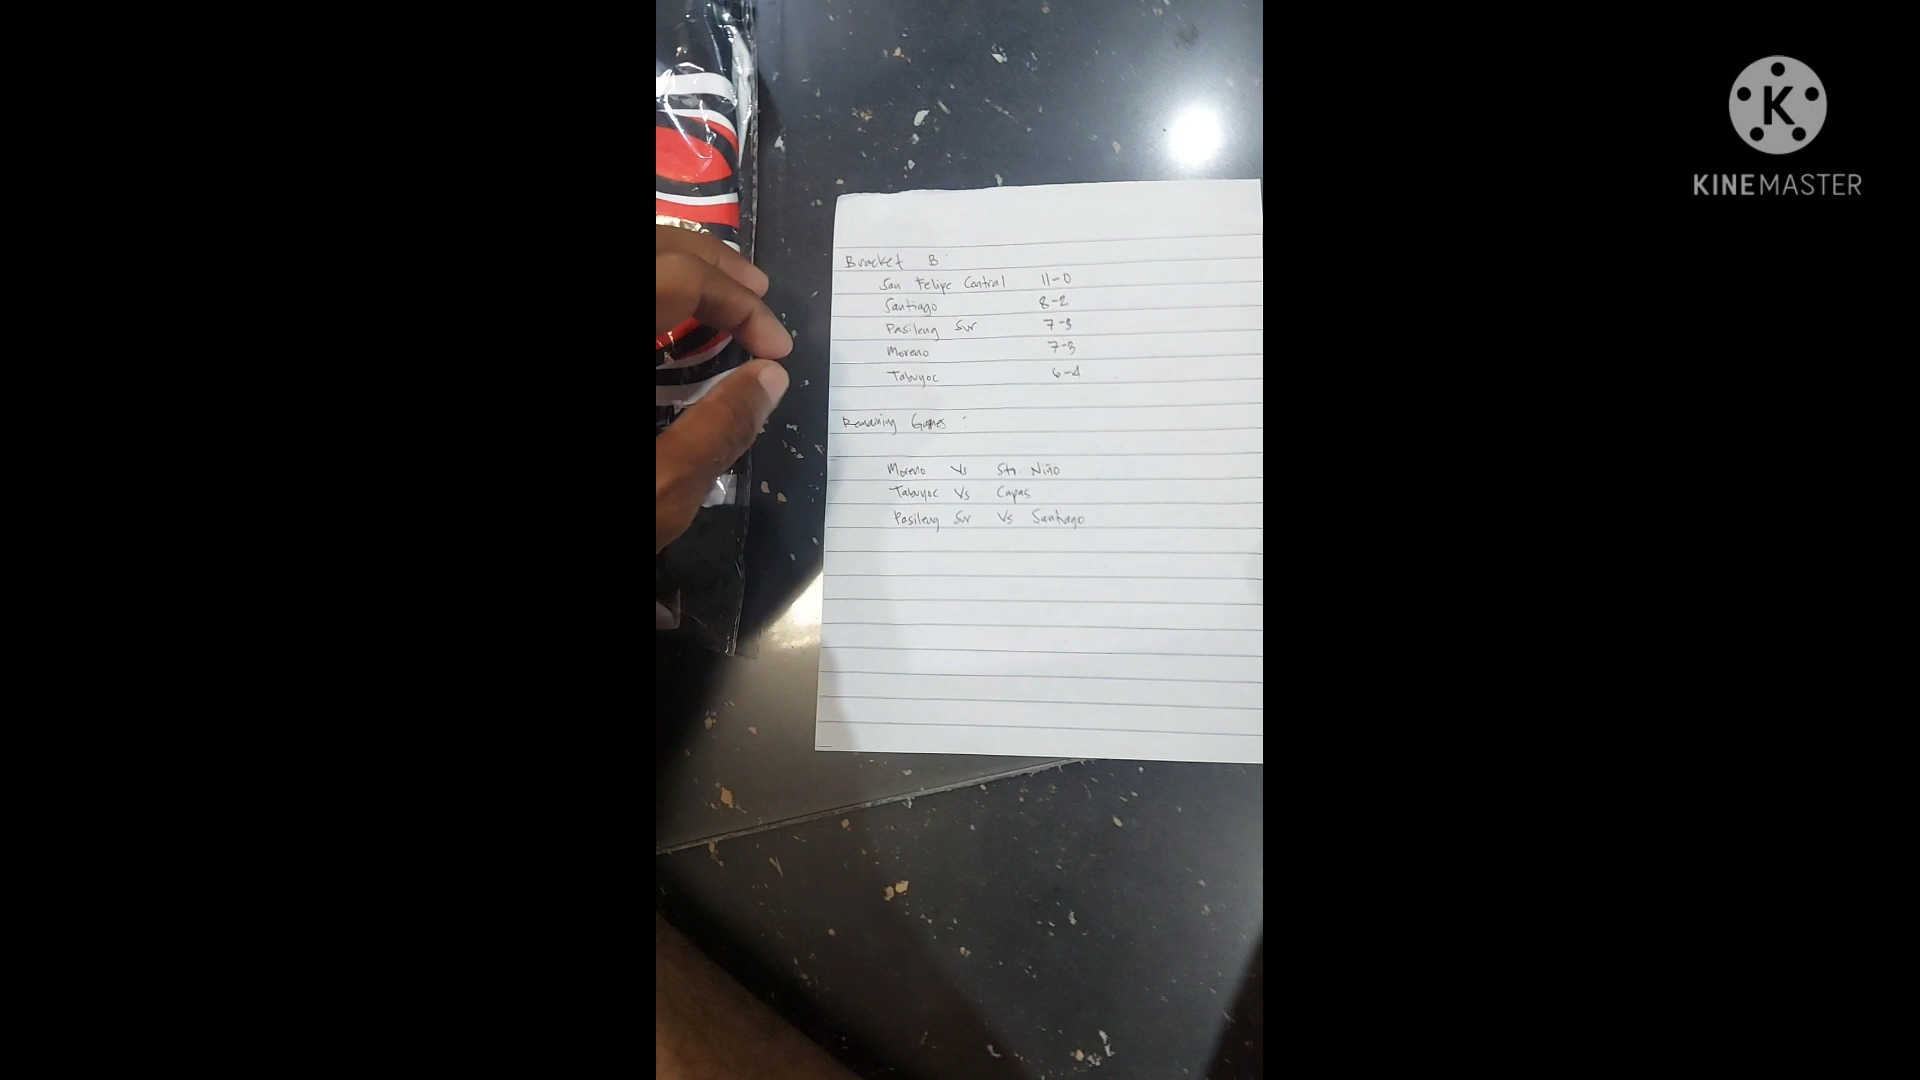 Bracket B:
San Felipe Central 11-0
Santiago 8-2
Pasileng Sur 7-3
Moreno 7-3
Tabuyoc 6-4
Remaining Games :
Moreno Vs Sto. Niño
Tabuyoc Vs Capas
Pasileng Sur Vs Santiago
K
KINEMASTER